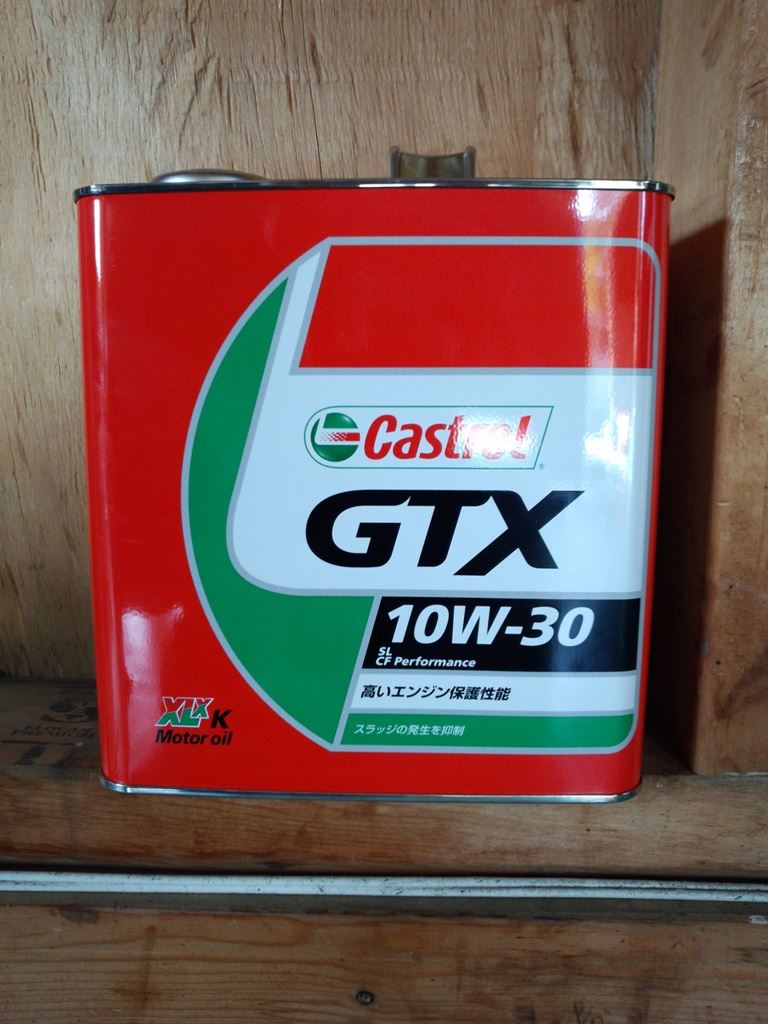 Castrol
GTX
10W-30
SL
CF Performance
高いエンジン保護性能
スラッジの発生を抑制
XLX K
Motor oil